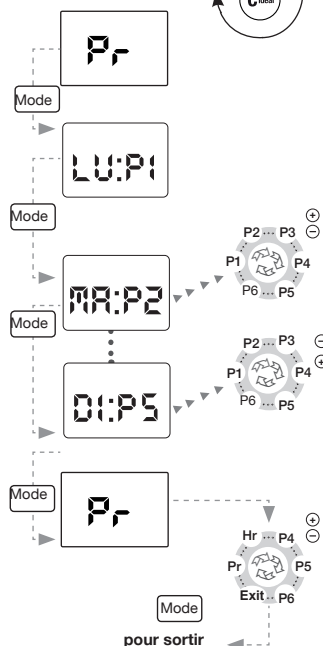 C ideal
Pr
Mode
LU:P1
Mode
P2 P3
P1 P4
P6 P5
MA:P2
Mode
P2 P3
P1 P4
P6 P5
DI:P5
Mode
Pr
Hr P4
Pr P5
Exit P6
Mode
pour sortir